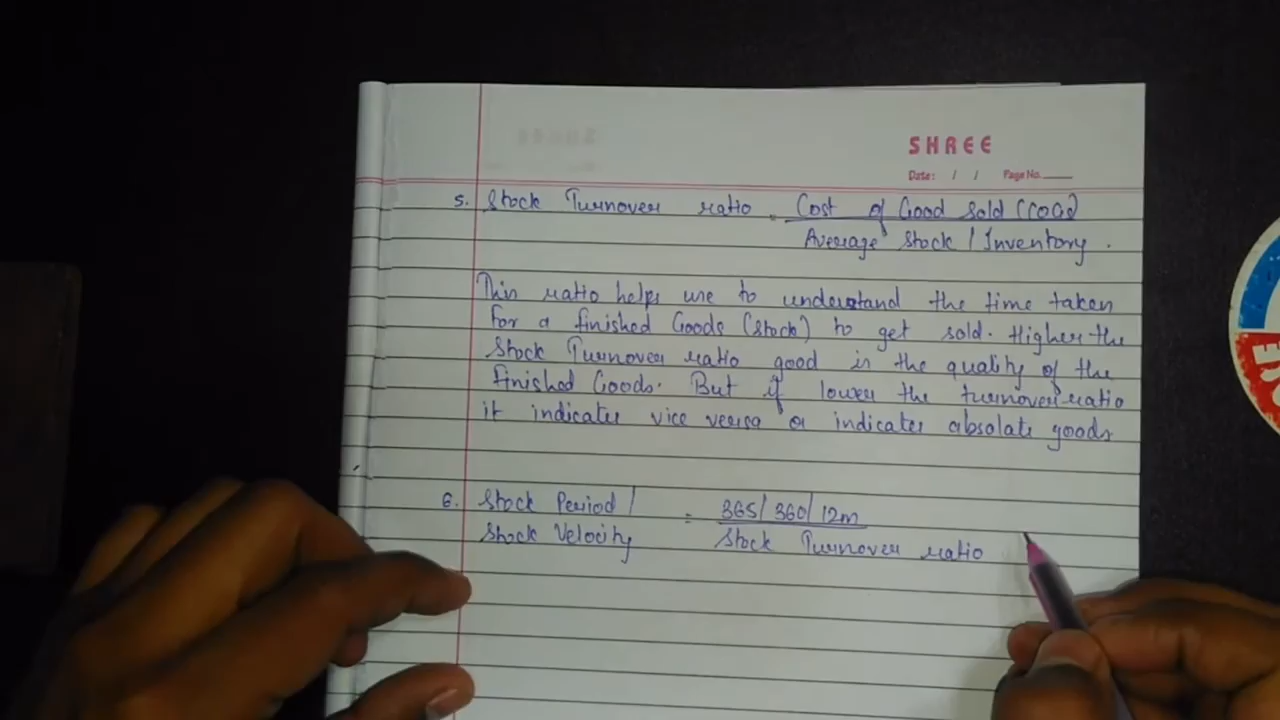 SHREE
Date: / / Page No.
5. Stock Turnover ratio = Cost of Good Sold (COGS)
Average Stock / Inventory.
This ratio helps use to understand the time taken
for a finished Goods (Stock) to get sold. Higher the
Stock Turnover ratio good is the quality of the
finished Goods. But if lower the turnover ratio
it indicates vice versa or indicates absolate goods
6. Stock Period / = 365/ 360/ 12m
Stock Velocity Stock Turnover ratio